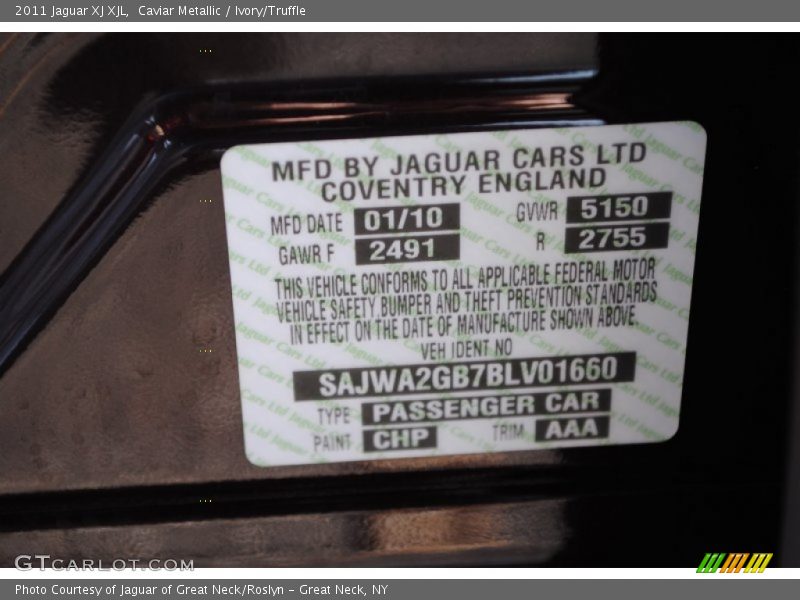 2011 Jaguar XJ XJL,  Caviar Metallic / Ivory/Truffle
MFD BY JAGUAR CARS LTD
COVENTRY ENGLAND
MFD DATE 01/10 GVWR 5150
GAWR F 2491 R 2755
THIS VEHICLE CONFORMS TO ALL APPLICABLE FEDERAL MOTOR
VEHICLE SAFETY,BUMPER AND THEFT PREVENTION STANDARDS
IN EFFECT ON THE DATE OF MANUFACTURE SHOWN ABOVE
VEH IDENT NO
SAJWA2GB7BLV01660
TYPE PASSENGER CAR
PAINT CHP TRIM AAA
GTCARLOT.COM
Photo Courtesy of Jaguar of Great Neck/Roslyn – Great Neck, NY